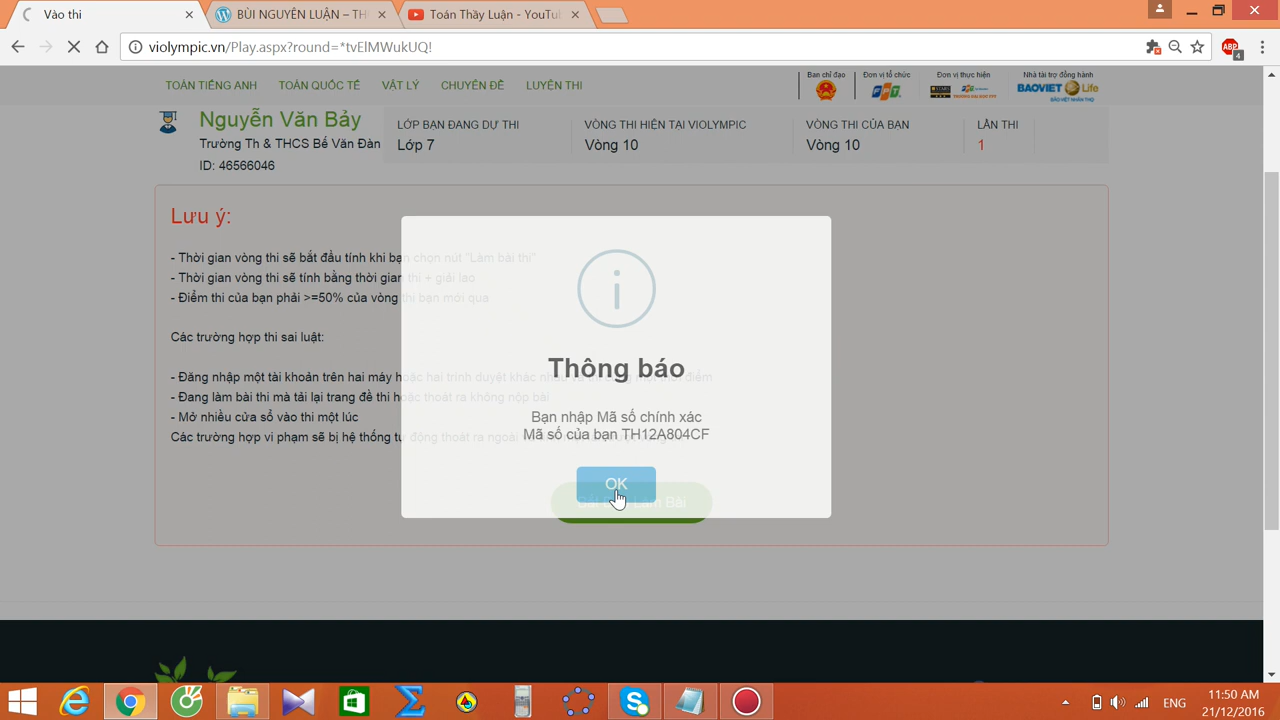 Vào thi
BÙI NGUYÊN LUẬN – TH
Toán Thầy Luận - YouTu
violympic.vn/Play.aspx?round=*tvElMWukUQ!
ABP
4
TOÁN TIẾNG ANH
TOÁN QUỐC TẾ
VẬT LÝ
CHUYÊN ĐỀ
LUYỆN THI
Ban chỉ đạo
Đơn vị tổ chức
Đơn vị thực hiện
Nhà tài trợ đồng hành
FPT
BAOVIET Life
Nguyễn Văn Bảy
Trường Th & THCS Bế Văn Đàn
ID: 46566046
LỚP BẠN ĐANG DỰ THI
Lớp 7
VÒNG THI HIỆN TẠI VIOLYMPIC
Vòng 10
VÒNG THI CỦA BẠN
Vòng 10
LẦN THI
1
Lưu ý:
- Thời gian vòng thi sẽ bắt đầu tính khi bạn chọn nút "Làm bài thi"
- Thời gian vòng thi sẽ tính bằng thời gian thi + giải lao
- Điểm thi của bạn phải >=50% của vòng thi bạn mới qua
Các trường hợp thi sai luật:
- Đăng nhập một tài khoản trên hai máy hoặc hai trình duyệt khác nhau
- Đang làm bài thi mà tải lại trang đề thi hoặc thoát ra không nộp bài
- Mở nhiều cửa sổ vào thi một lúc
Các trường hợp vi phạm sẽ bị hệ thống tự động thoát ra ngoài
Thông báo
Bạn nhập Mã số chính xác
Mã số của bạn TH12A804CF
OK
Làm Bài
ENG
11:50 AM
21/12/2016